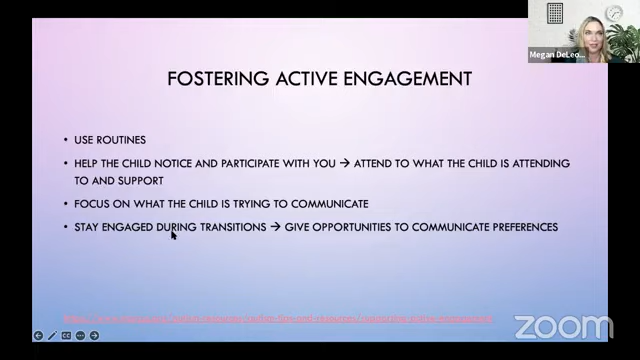 Megan DeLeo...
FOSTERING ACTIVE ENGAGEMENT
• USE ROUTINES
• HELP THE CHILD NOTICE AND PARTICIPATE WITH YOU → ATTEND TO WHAT THE CHILD IS ATTENDING
TO AND SUPPORT
• FOCUS ON WHAT THE CHILD IS TRYING TO COMMUNICATE
• STAY ENGAGED DURING TRANSITIONS → GIVE OPPORTUNITIES TO COMMUNICATE PREFERENCES
zoom